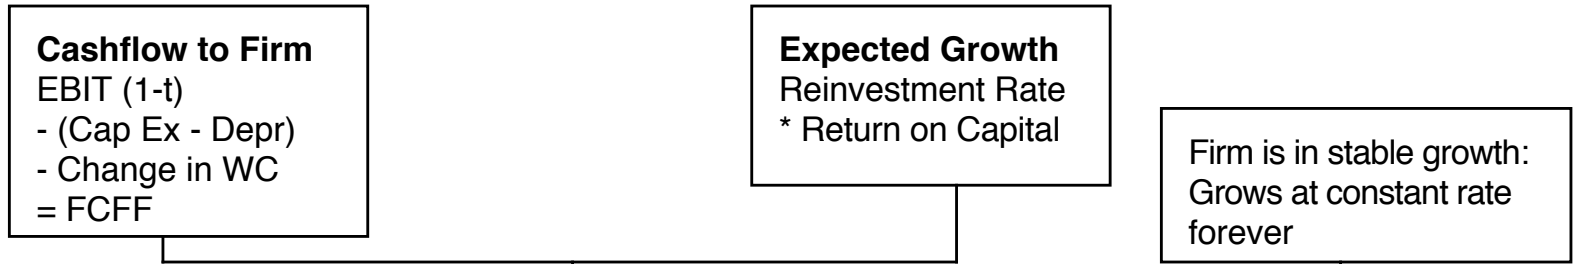 Cashflow to Firm
EBIT (1-t)
- (Cap Ex - Depr)
- Change in WC
= FCFF
Expected Growth
Reinvestment Rate
* Return on Capital
Firm is in stable growth:
Grows at constant rate
forever